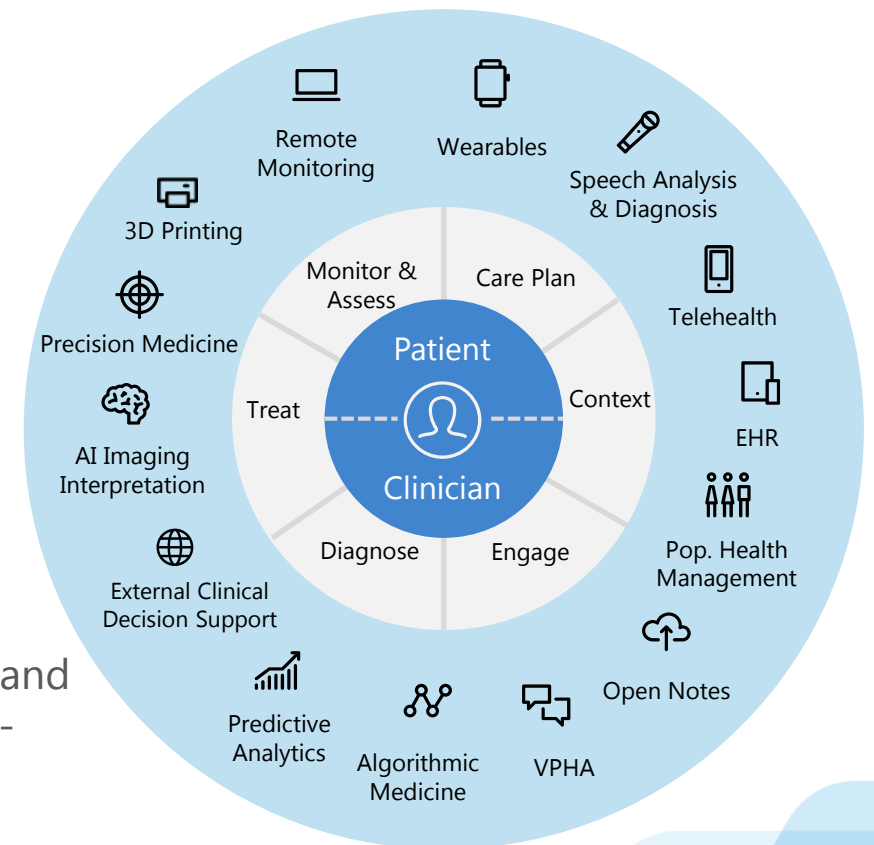 Remote
Monitoring
Wearables
Speech Analysis
& Diagnosis
3D Printing
Telehealth
Precision Medicine
EHR
AI Imaging
Interpretation
Pop. Health
Management
External Clinical
Decision Support
Open Notes
Predictive
Analytics
Algorithmic
Medicine
VPHA
Monitor &
Assess
Care Plan
Treat
Context
Diagnose
Engage
Patient
Clinician
and
-